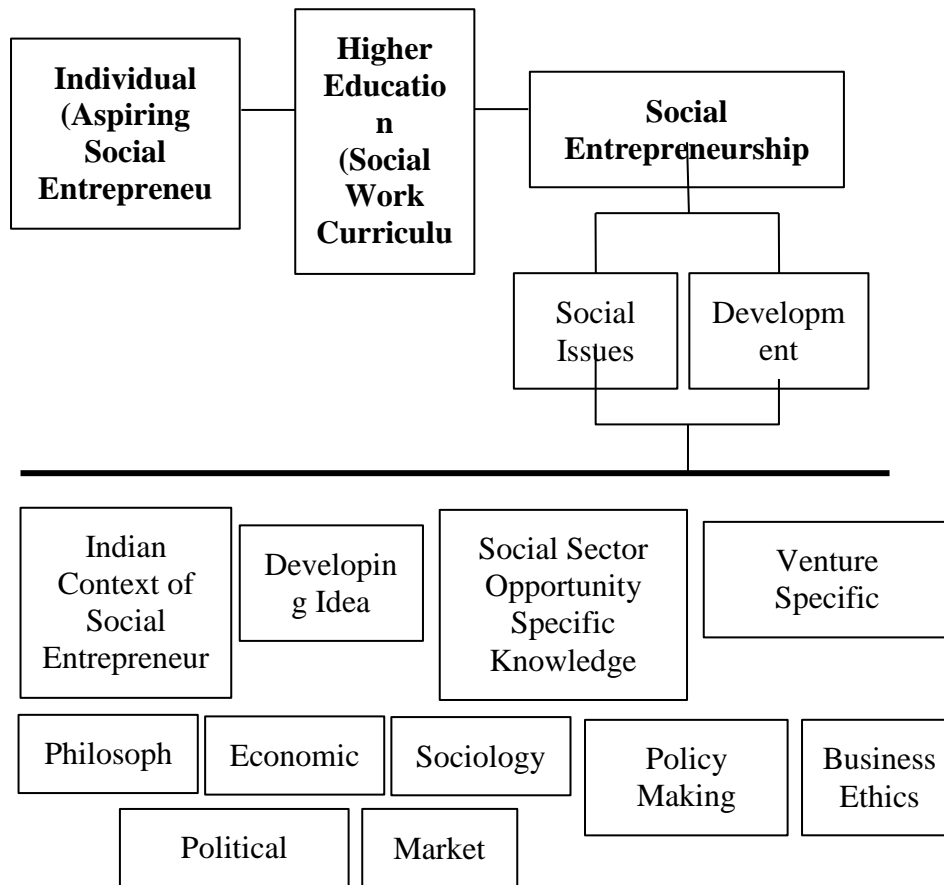 Individual
(Aspiring
Social
Entrepreneu
Higher
Educatio
n
(Social
Work
Curriculu
Social
Entrepreneurship
Social
Issues
Developm
ent
Indian
Context of
Social
Entrepreneur
Developin
g Idea
Social Sector
Opportunity
Specific
Knowledge
Venture
Specific
Philosoph
Economic
Sociology
Policy
Making
Business
Ethics
Political
Market